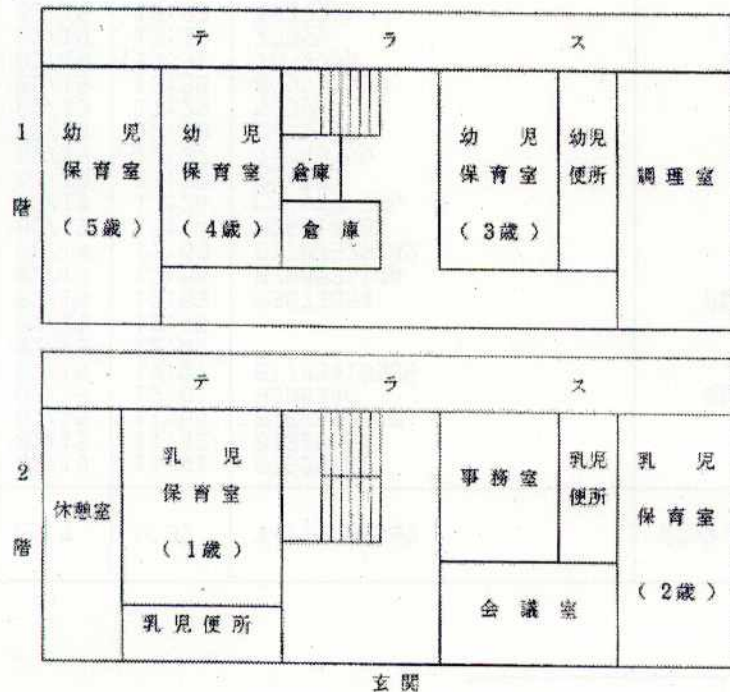 テラス
1階
幼児保育室(5歳)
幼児保育室(4歳)
倉庫
倉庫
幼児保育室(3歳)
幼児便所
調理室
テラス
2階
休憩室
乳児保育室(1歳)
乳児便所
事務室
乳児便所
会議室
乳児保育室(2歳)
玄関